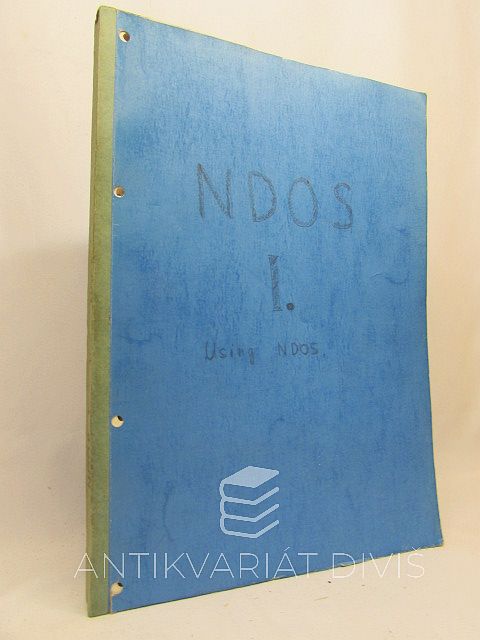 NDOS
I.
Using NDOS.
ANTIKVARIÁT DIVIŠ